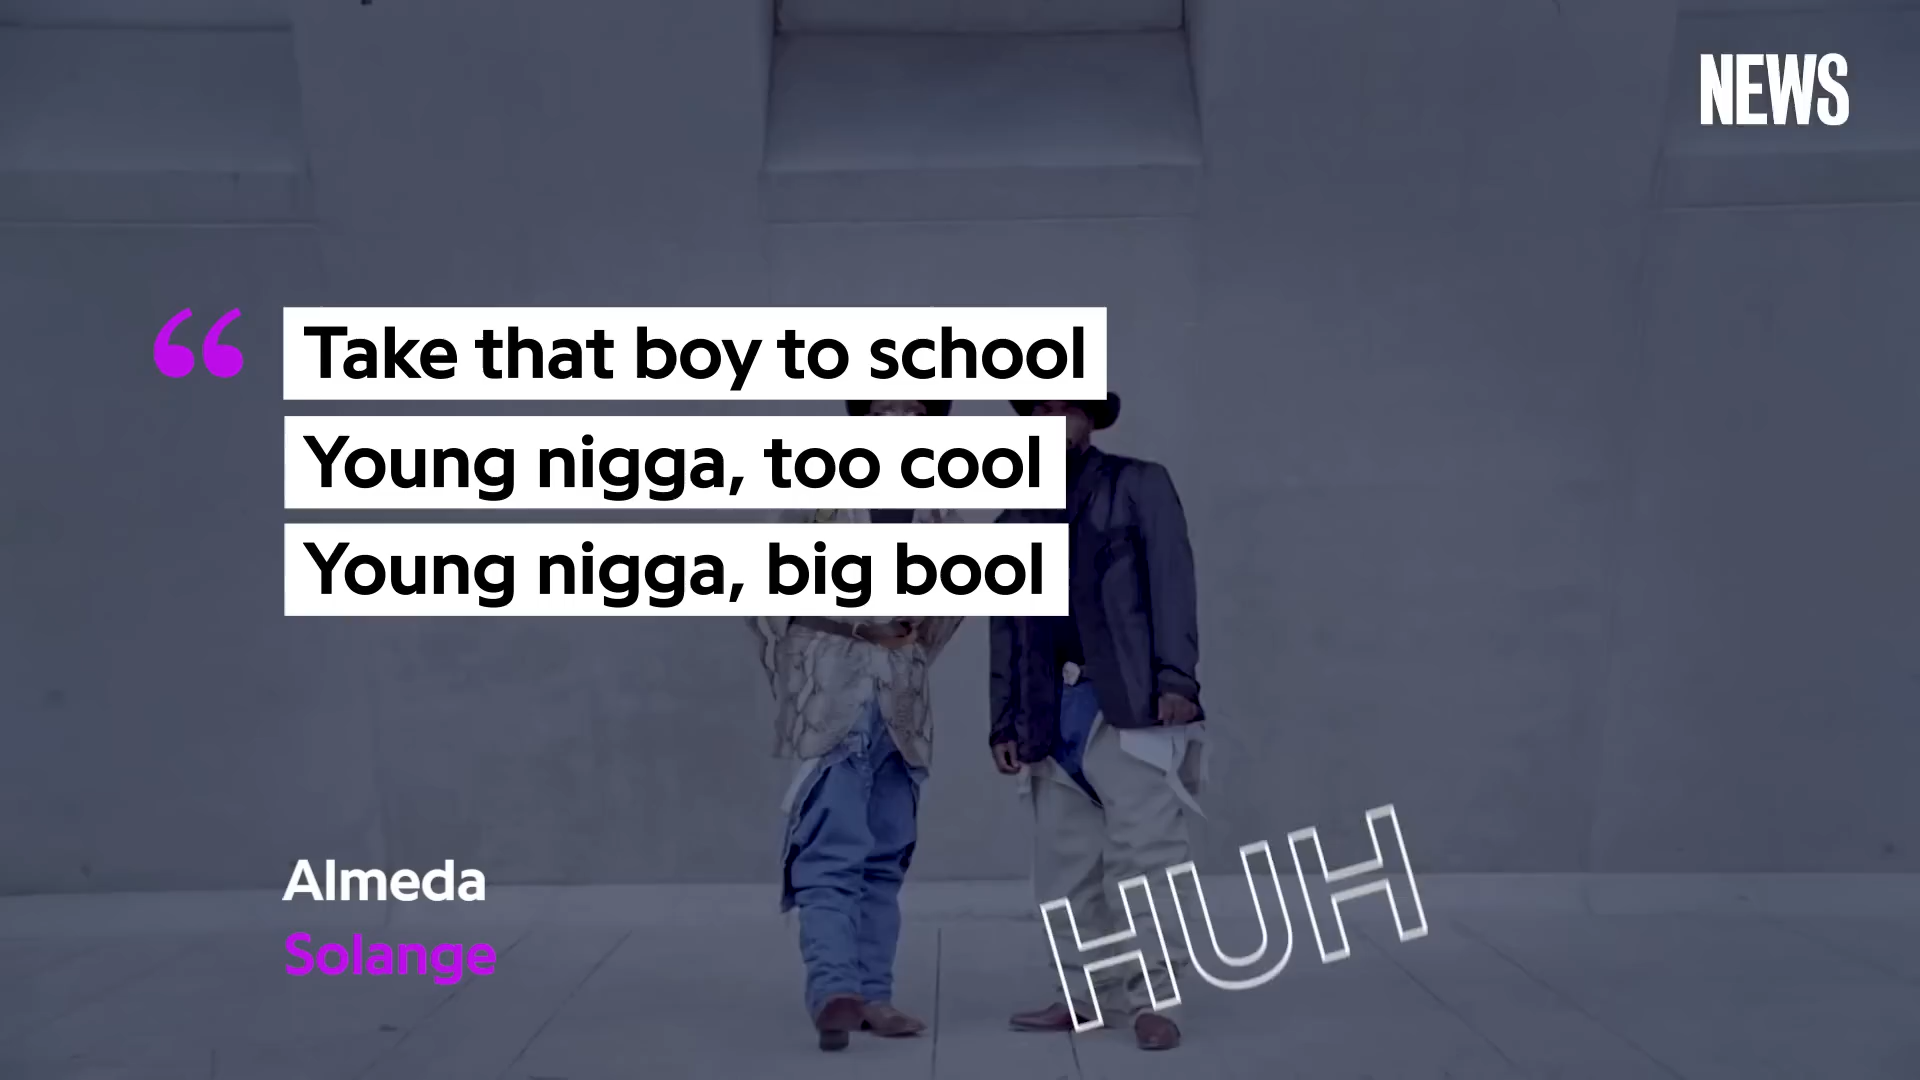 NEWS
“Take that boy to school
Young nigga, too cool
Young nigga, big bool
Almeda
Solange
HUH